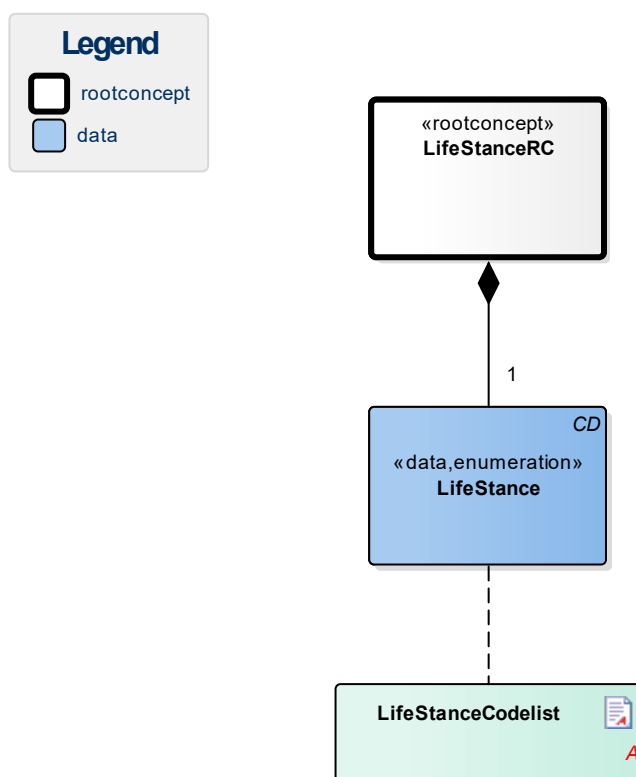 Legend
rootconcept
data
«rootconcept»
LifeStanceRC
1
CD
«data,enumeration»
LifeStance
LifeStanceCodelist